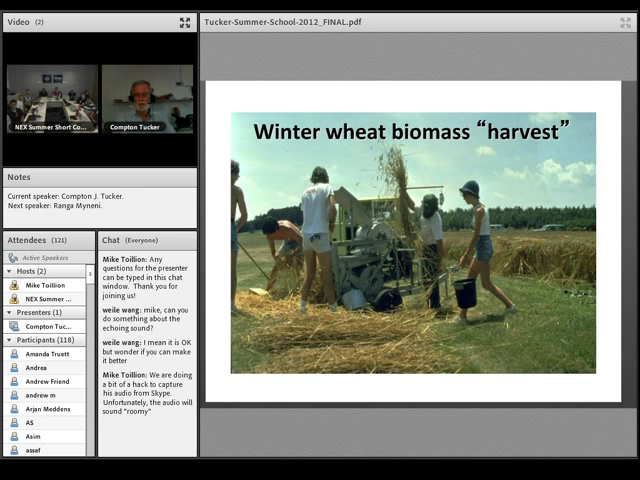 Video (2)
NEX Summer Short Co...
Compton Tucker
Notes
Current speaker: Compton J. Tucker.
Next speaker: Ranga Myneni.
Attendees (121)
Active Speakers
Hosts (2)
Mike Toillion
NEX Summer ...
Presenters (1)
Compton Tuc...
Participants (118)
Amanda Truett
Andrea
Andrew Friend
andrew m
Arjan Meddens
AS
Asim
assaf
Chat (Everyone)
Mike Toillion: Any
questions for the presenter
can be typed in this chat
window. Thank you for
joining us!
weile wang: mike, can you
do something about the
echoing sound?
weile wang: I mean it is OK
but wonder if you can make
it better
Mike Toillion: We are doing
a bit of a hack to capture
his audio from Skype.
Unfortunately, the audio will
sound "roomy"
Tucker-Summer-School-2012_FINAL.pdf
Winter wheat biomass “harvest”